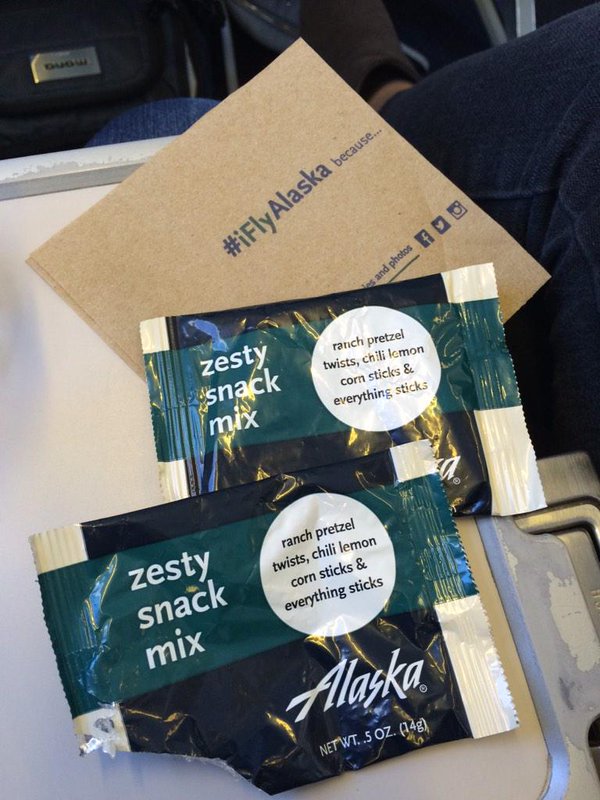 #iFlyAlaska because...
and photos
zesty
snack
mix
ranch pretzel
twists, chili lemon
corn sticks &
everything sticks
zesty
snack
mix
ranch pretzel
twists, chili lemon
corn sticks &
everything sticks
Alaska®
NET WT. .5 OZ. (14g)